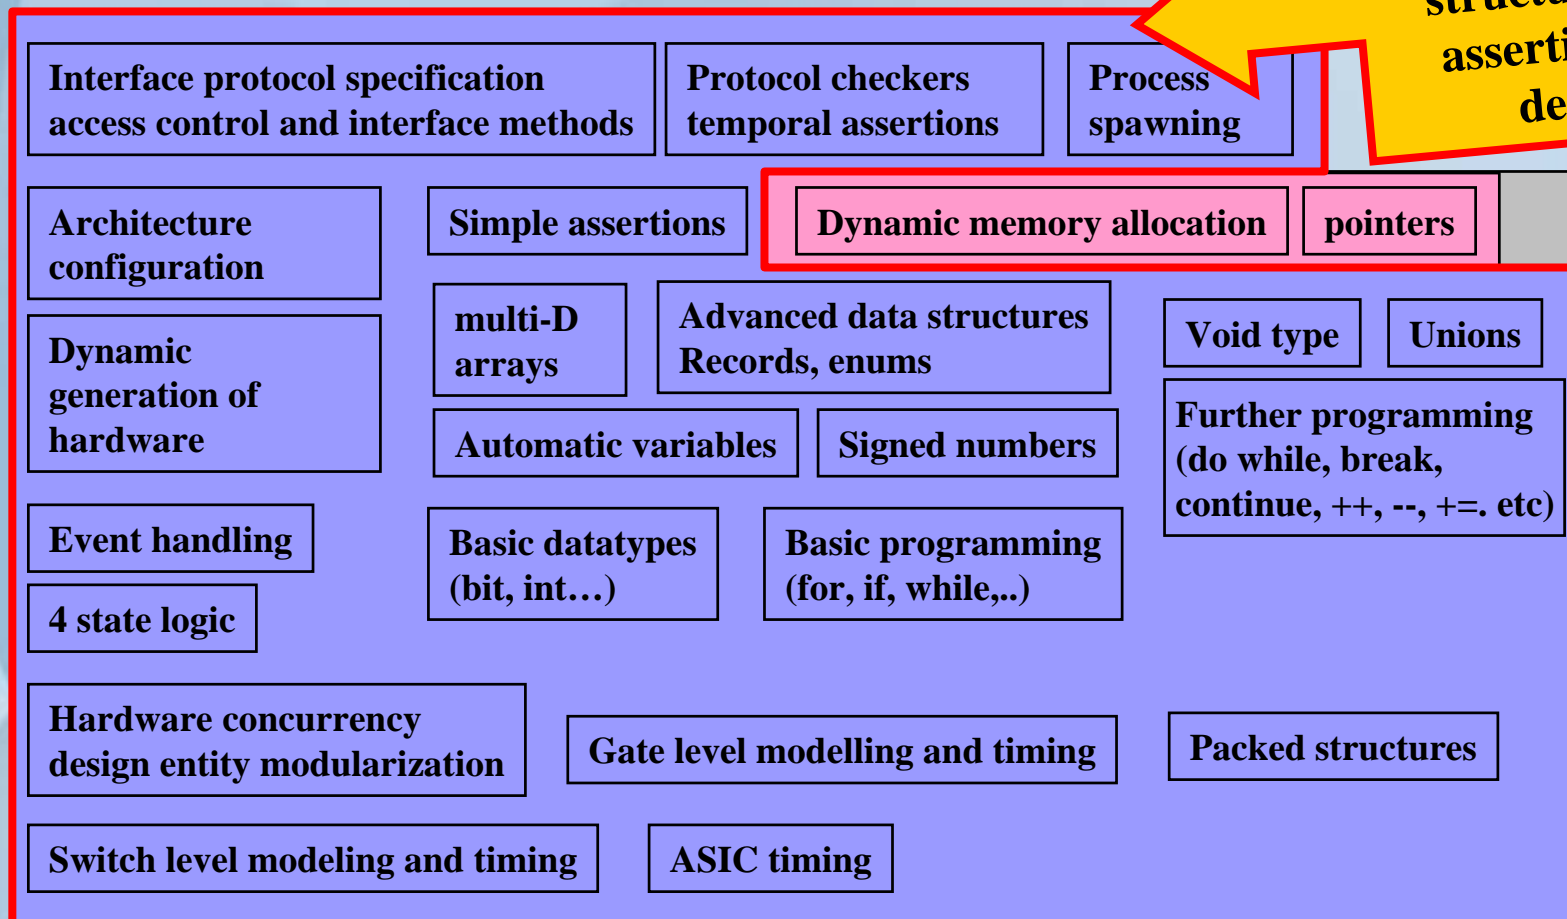 Interface protocol specification
access control and interface methods
Protocol checkers
temporal assertions
Process
spawning
Architecture
configuration
Simple assertions
Dynamic memory allocation
pointers
Dynamic
generation of
hardware
multi-D
arrays
Advanced data structures
Records, enums
Void type
Unions
Automatic variables
Signed numbers
Further programming
(do while, break,
continue, ++, --, +=. etc)
Event handling
4 state logic
Basic datatypes
(bit, int…)
Basic programming
(for, if, while,..)
Hardware concurrency
design entity modularization
Gate level modelling and timing
Packed structures
Switch level modeling and timing
ASIC timing